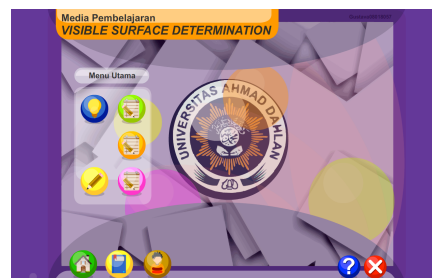 Media Pembelajaran
VISIBLE SURFACE DETERMINATION
Menu Utama
UNIVERSITAS AHMAD DAHLAN
?